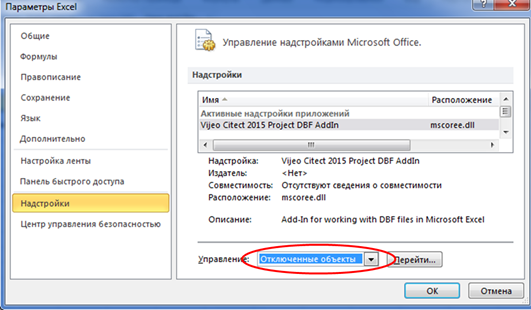 Параметры Excel
Общие
Формулы
Правописание
Сохранение
Язык
Дополнительно
Настройка ленты
Панель быстрого доступа
Надстройки
Центр управления безопасностью
Управление надстройками Microsoft Office.
Надстройки
Имя Расположение
Активные надстройки приложений
Vijeo Citect 2015 Project DBF AddIn mscoree.dll
Надстройка: Vijeo Citect 2015 Project DBF AddIn
Издатель: <Нет>
Совместимость: Отсутствуют сведения о совместимости
Расположение: mscoree.dll
Описание: Add-In for working with DBF files in Microsoft Excel
Управление: Отключенные объекты Перейти...
ОК Отмена